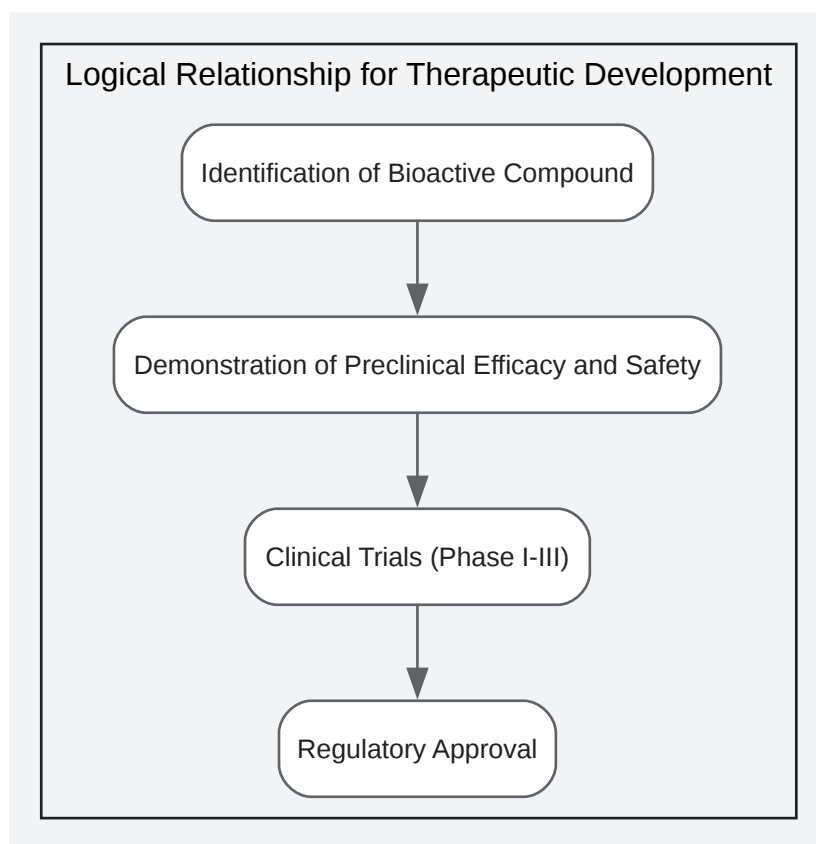 Logical Relationship for Therapeutic Development
Identification of Bioactive Compound
Demonstration of Preclinical Efficacy and Safety
Clinical Trials (Phase I-III)
Regulatory Approval